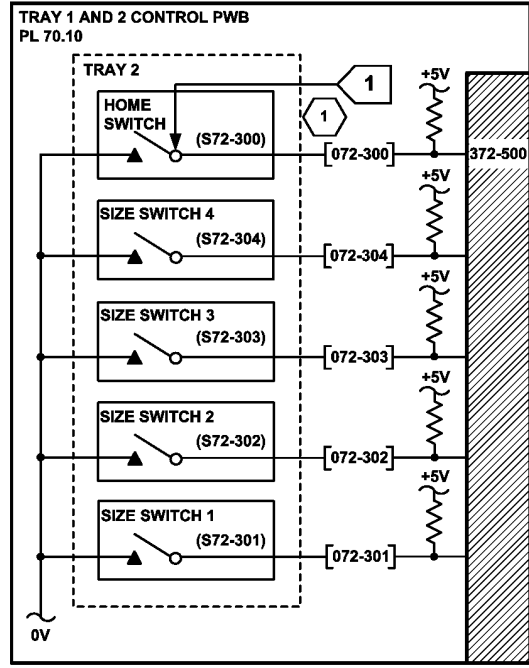 TRAY 1 AND 2 CONTROL PWB
PL 70.10
TRAY 2
+5V
HOME
SWITCH
1
1
(S72-300)
072-300
372-500
+5V
SIZE SWITCH 4
(S72-304)
072-304
+5V
SIZE SWITCH 3
(S72-303)
072-303
+5V
SIZE SWITCH 2
(S72-302)
072-302
+5V
SIZE SWITCH 1
(S72-301)
072-301
0V